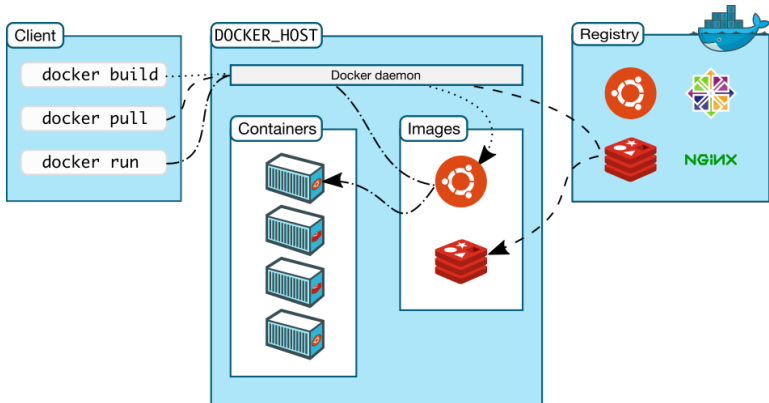 Client
docker build
docker pull
docker run
DOCKER_HOST
Docker daemon
Containers
Images
Registry
NGiNX